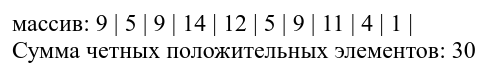 массив: 9 | 5 | 9 | 14 | 12 | 5 | 9 | 11 | 4 | 1 |
Сумма четных положительных элементов: 30